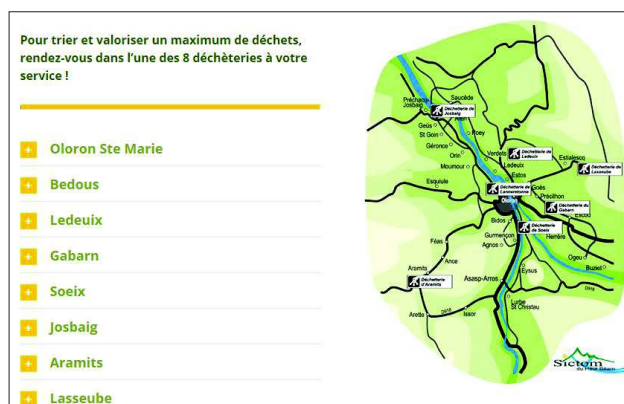 Pour trier et valoriser un maximum de déchets,
rendez-vous dans l'une des 8 déchèteries à votre
service !
+ Oloron Ste Marie
+ Bedous
+ Ledeuix
+ Gabarn
+ Soeix
+ Josbaig
+ Aramits
+ Lasseube
Saucède
Préchacq
Josbaig
Déchetterie de
Josbaig
Geüs
St Goin
Poey
Géronce
Orin
Verdets
Déchetterie de
Ledeuix
Moumour
Ledeuix
Estialescq
Déchetterie de
Lasseube
Estos
Esquiule
Déchetterie de
Goès
Précilhon
Déchetterie du
Gabarn
Escou
Bidos
Déchetterie
de Soeix
Herrère
Gurmençon
Agnos
Féas
Ance
Ogeu
Buziet
Aramits
Déchetterie
d'Aramits
Asasp-Arros
Eysus
Lurbe
St Christau
Arette
Issor
Sictom
du Haut Béarn